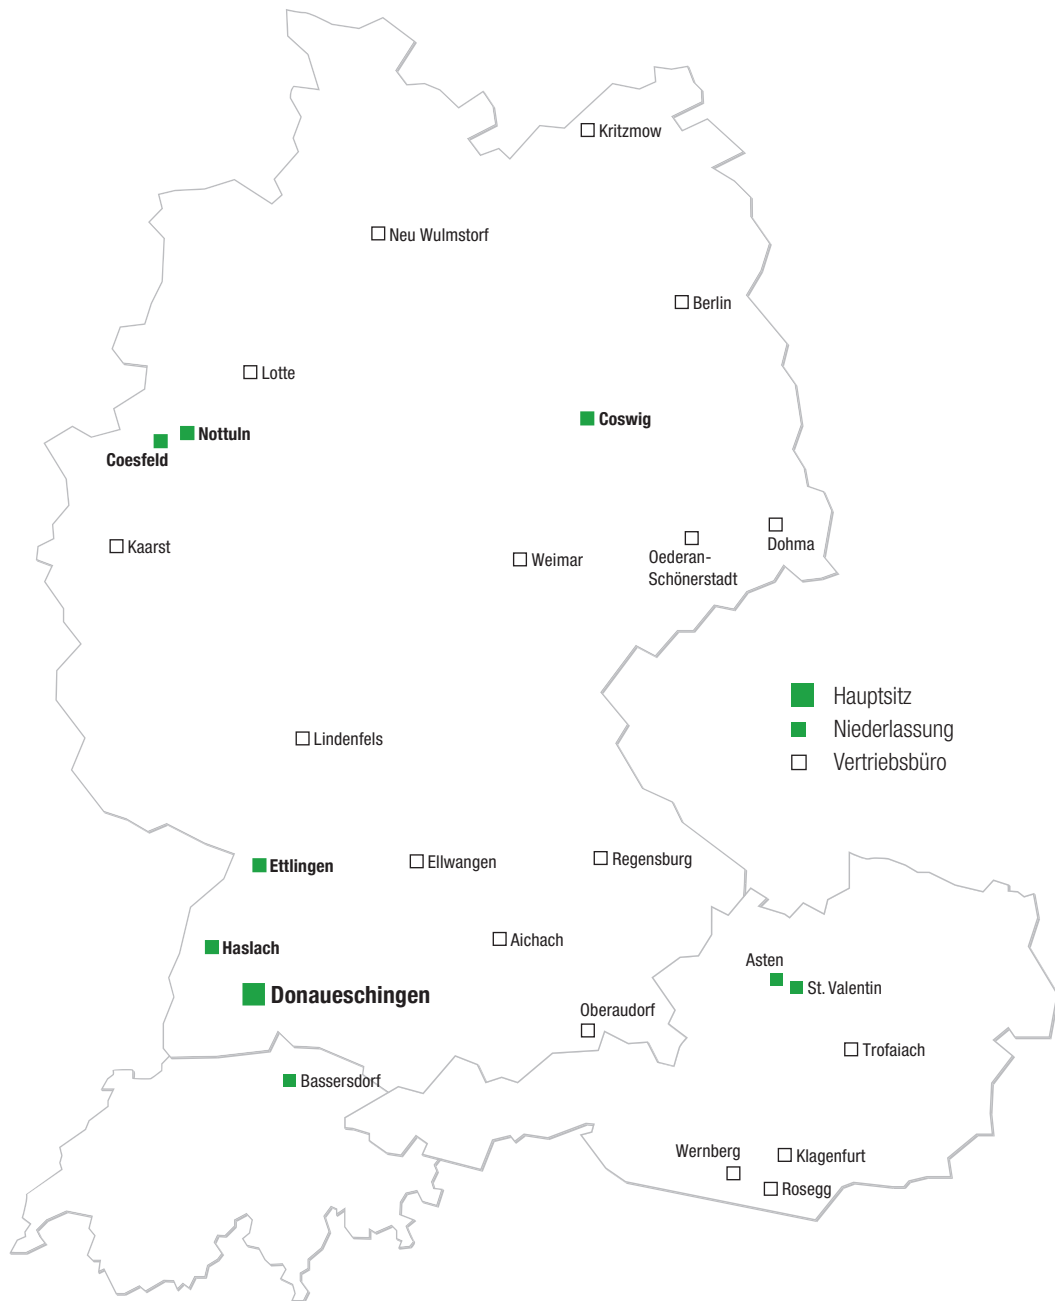 Kritzmow
Neu Wulmstorf
Berlin
Lotte
Coswig
Nottuln
Coesfeld
Kaarst
Weimar
Oederan-
Schönerstadt
Dohma
Hauptsitz
Niederlassung
Vertriebsbüro
Lindenfels
Ettlingen
Ellwangen
Regensburg
Haslach
Aichach
Asten
St. Valentin
Donaueschingen
Oberaudorf
Trofaiach
Bassersdorf
Wernberg
Klagenfurt
Rosegg